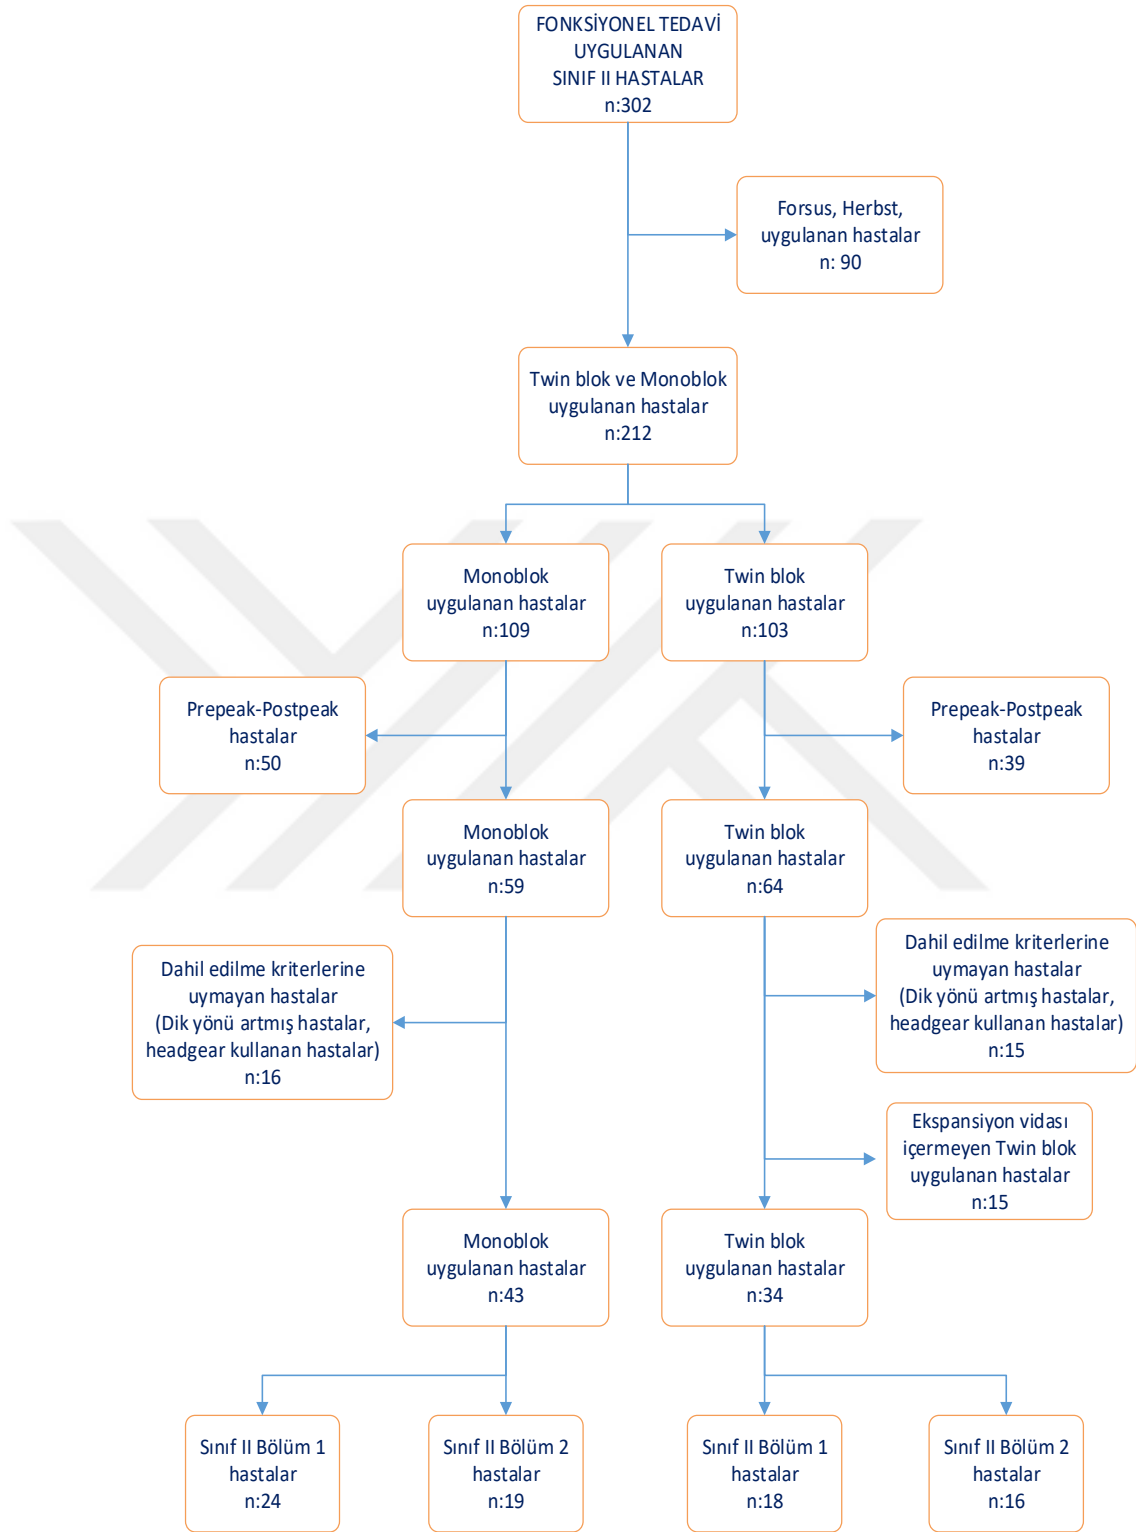 FONKSİYONEL TEDAVİ
UYGULANAN
SINIF II HASTALAR
n:302
Forsus, Herbst,
uygulanan hastalar
n: 90
Twin blok ve Monoblok
uygulanan hastalar
n:212
Monoblok
uygulanan hastalar
n:109
Twin blok
uygulanan hastalar
n:103
Prepeak-Postpeak
hastalar
n:50
Prepeak-Postpeak
hastalar
n:39
Monoblok
uygulanan hastalar
n:59
Twin blok
uygulanan hastalar
n:64
Dahil edilme kriterlerine
uymayan hastalar
(Dik yönü artmış hastalar,
headgear kullanan hastalar)
n:16
Dahil edilme kriterlerine
uymayan hastalar
(Dik yönü artmış hastalar,
headgear kullanan hastalar)
n:15
Ekspansiyon vidası
içermeyen Twin blok
uygulanan hastalar
n:15
Monoblok
uygulanan hastalar
n:43
Twin blok
uygulanan hastalar
n:34
Sınıf II Bölüm 1
hastalar
n:24
Sınıf II Bölüm 2
hastalar
n:19
Sınıf II Bölüm 1
hastalar
n:18
Sınıf II Bölüm 2
hastalar
n:16